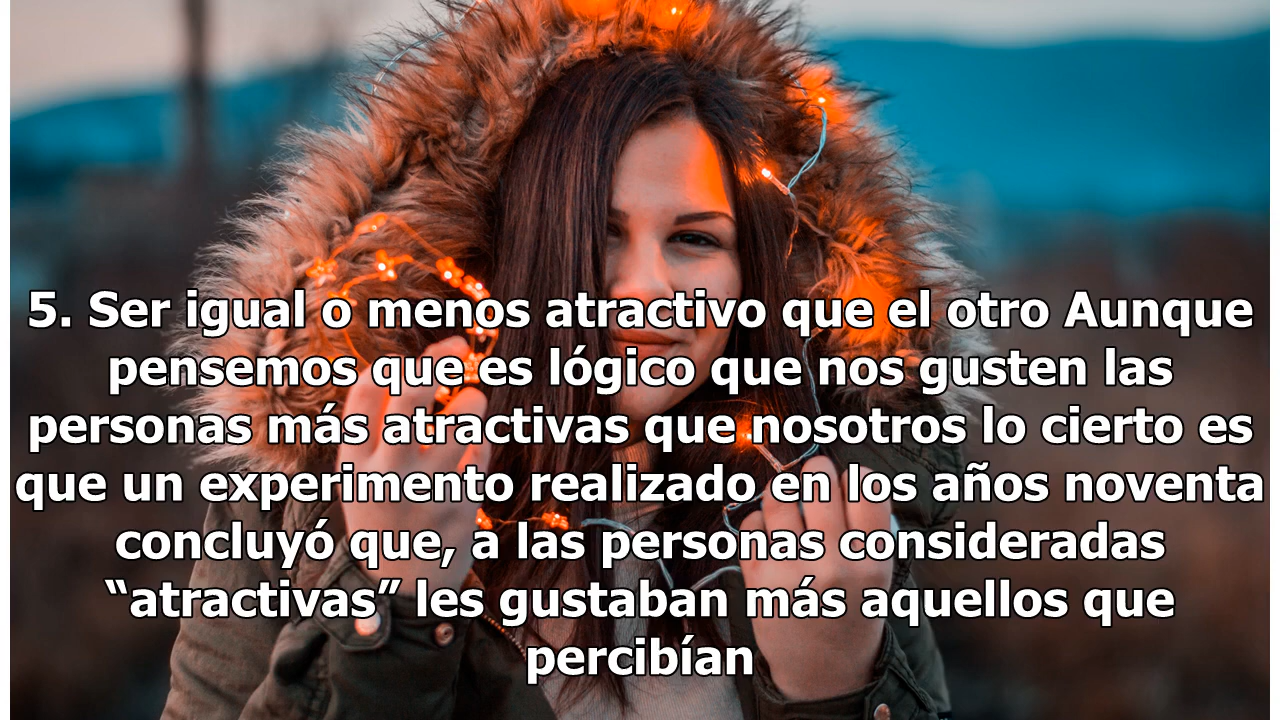 5. Ser igual o menos atractivo que el otro Aunque
pensemos que es lógico que nos gusten las
personas más atractivas que nosotros lo cierto es
que un experimento realizado en los años noventa
concluyó que, a las personas consideradas
“atractivas” les gustaban más aquellos que
percibían